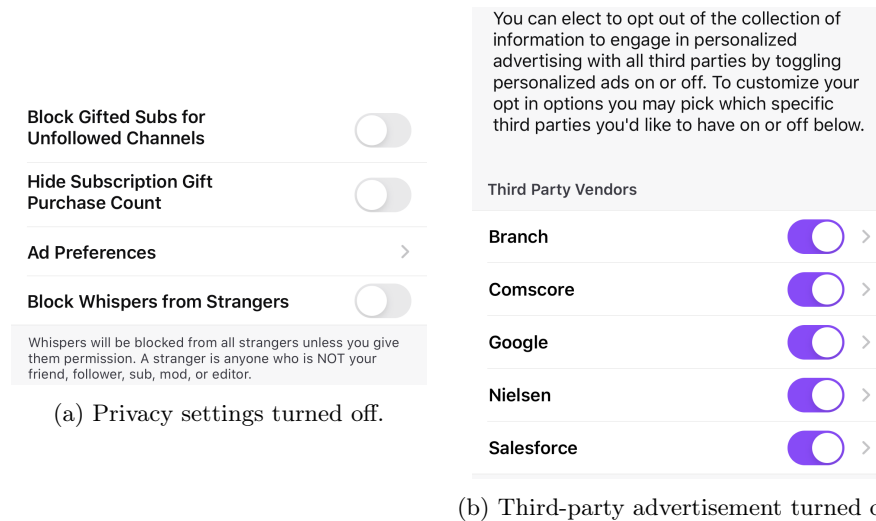 Block Gifted Subs for
Unfollowed Channels
Hide Subscription Gift
Purchase Count
Ad Preferences
Block Whispers from Strangers
Whispers will be blocked from all strangers unless you give
them permission. A stranger is anyone who is NOT your
friend, follower, sub, mod, or editor.
(a) Privacy settings turned off.
You can elect to opt out of the collection of
information to engage in personalized
advertising with all third parties by toggling
personalized ads on or off. To customize your
opt in options you may pick which specific
third parties you'd like to have on or off below.
Third Party Vendors
Branch
Comscore
Google
Nielsen
Salesforce
(b) Third-party advertisement turned